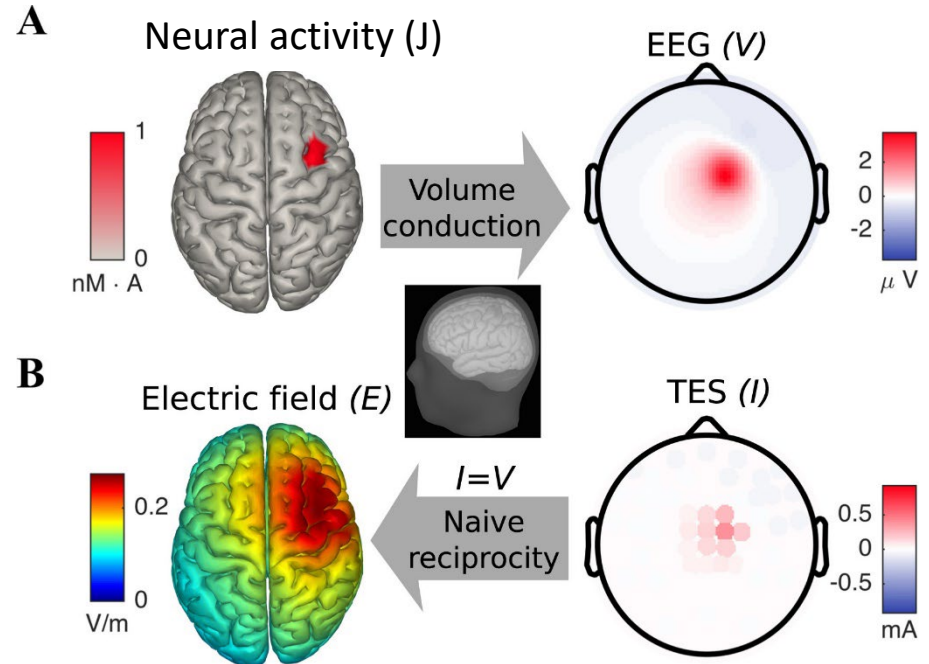 A
Neural activity (J)
EEG (V)
1
0
nM · A
Volume
conduction
2
0
-2
μ V
B
Electric field (E)
TES (I)
0.2
0
V/m
I=V
Naive
reciprocity
0.5
0
-0.5
mA